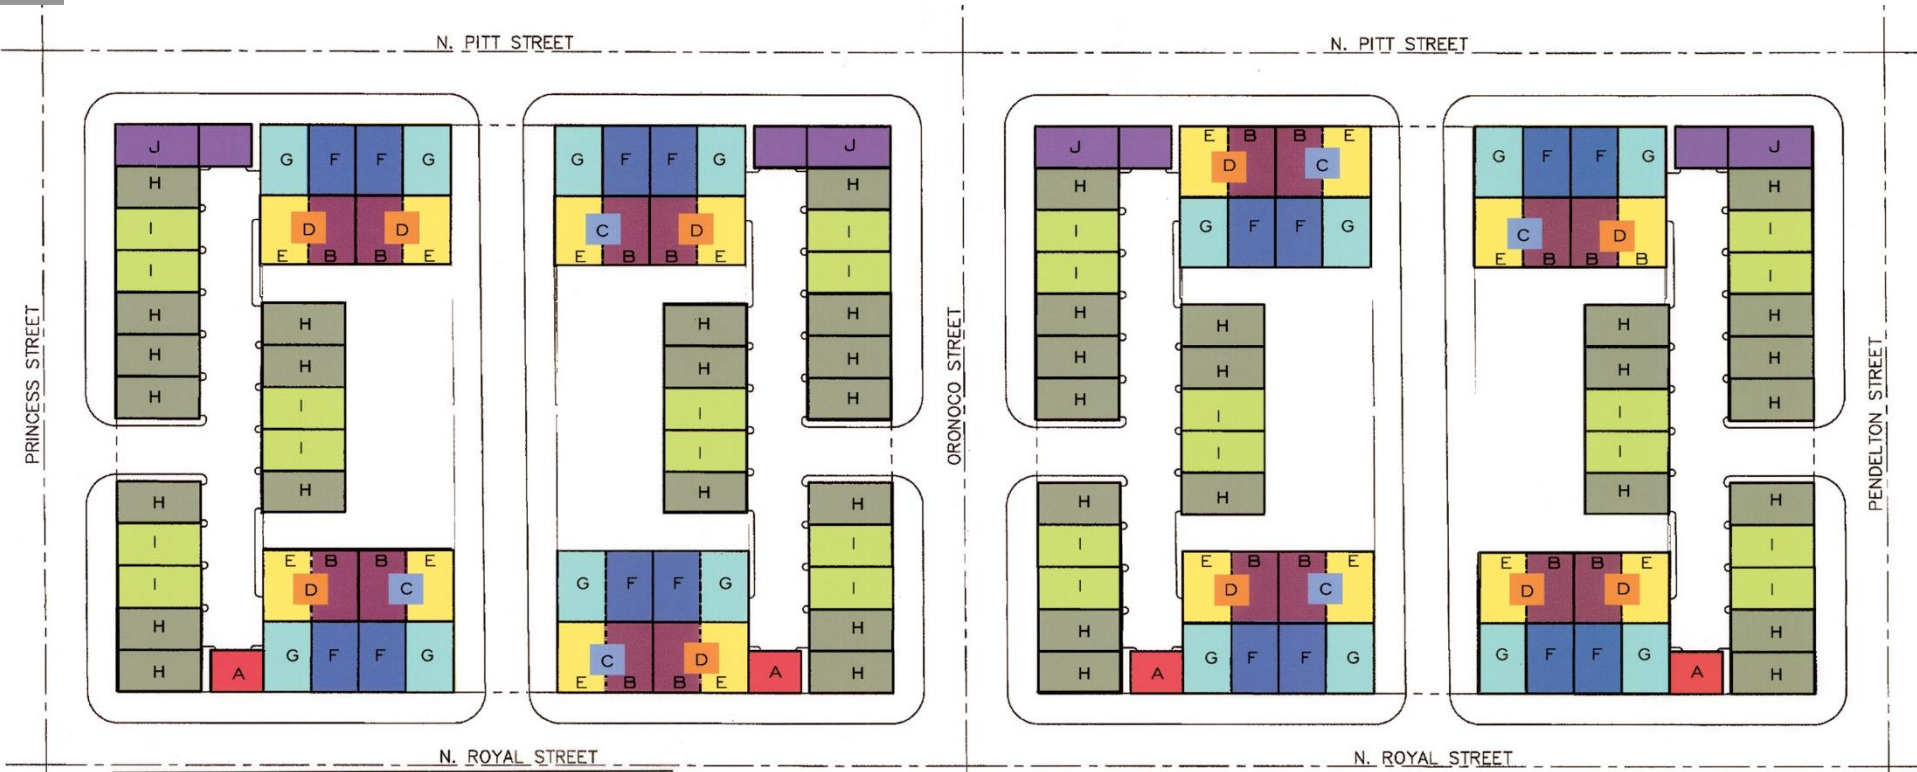 N. PITT STREET
N. PITT STREET
PRINCESS STREET
ORONOCO STREET
PENDELTON STREET
J
H
I
I
H
H
H
G F F G
D D
E B B E
H
H
I
I
H
H
I
I
H
H
A
E B B E
D C
G F F G
G F F G
C D
E B B E
J
H
I
I
H
H
H
H
H
I
I
H
G F F G
C D
E B B E
A
H
I
I
H
H
J
H
I
I
H
H
H
E B B E
D C
G F F G
H
H
I
I
H
H
I
I
H
H
A
E B B E
D C
G F F G
G F F G
C D
E B B B
J
H
I
I
H
H
H
H
H
I
I
H
E B B E
D D
G F F G
A
H
I
I
H
H
N. ROYAL STREET
N. ROYAL STREET